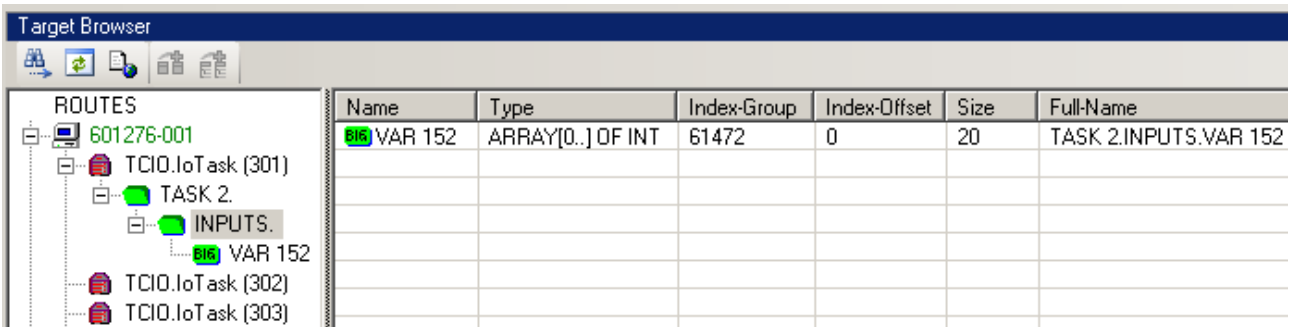 Target Browser
ROUTES
601276-001
TCIO.IoTask (301)
TASK 2.
INPUTS.
BIG VAR 152
TCIO.IoTask (302)
TCIO.IoTask (303)
Name Type Index-Group Index-Offset Size Full-Name
BIG VAR 152 ARRAY[0..] OF INT 61472 0 20 TASK 2.INPUTS.VAR 152